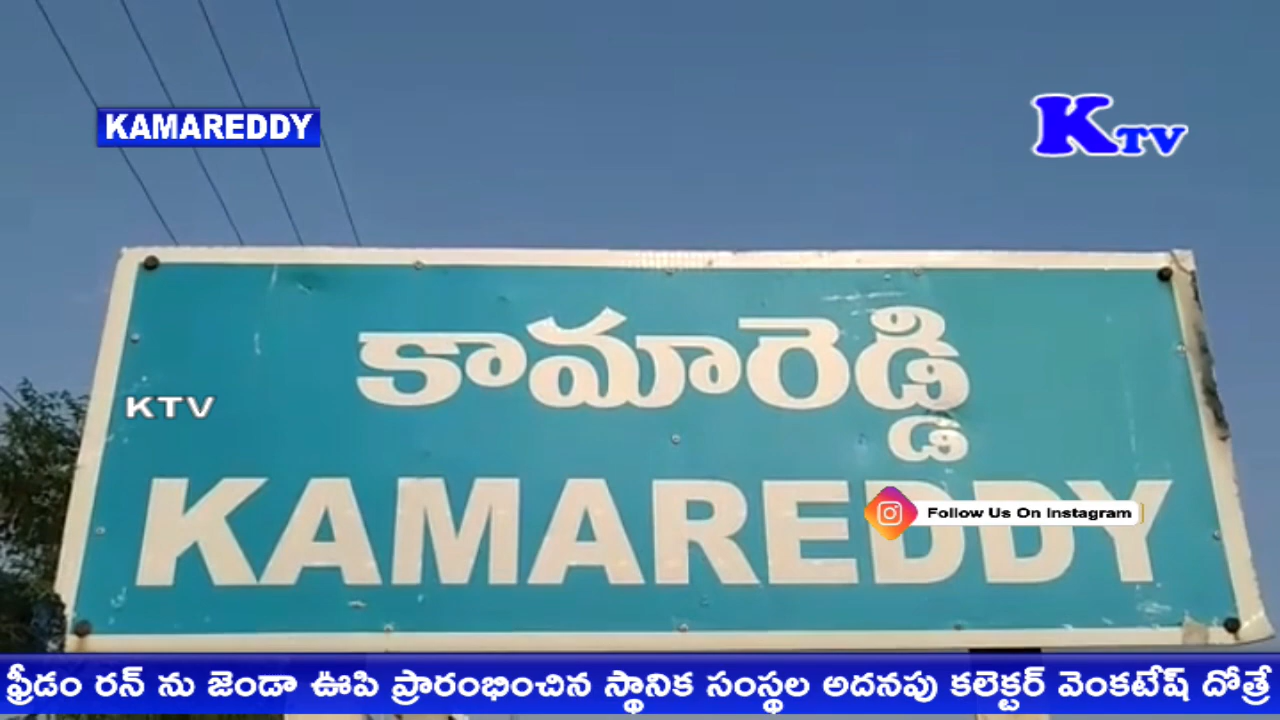 KAMAREDDY
KTV
కామారెడ్డి
KTV
KAMAREDDY
Follow Us On Instagram
ఫ్రీడం రన్ ను జెండా ఊపి ప్రారంభించిన స్థానిక సంస్థల అదనపు కలెక్టర్ వెంకటేష్ దోత్రే